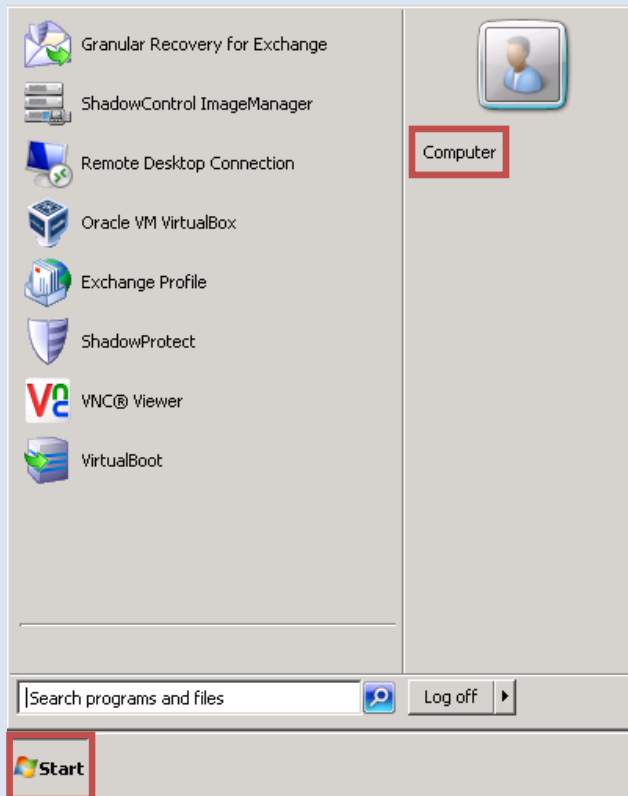 Granular Recovery for Exchange
ShadowControl ImageManager
Remote Desktop Connection
Oracle VM VirtualBox
Exchange Profile
ShadowProtect
VNC® Viewer
VirtualBoot
Computer
Search programs and files
Log off
Start